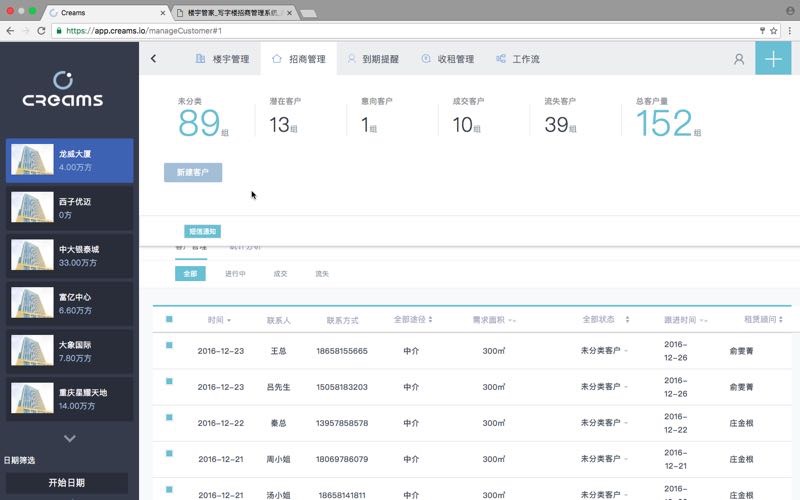 Creams
楼宇管家_写字楼招商管理系统_
https://app.creams.io/manageCustomer#1
creams
楼宇管理
招商管理
到期提醒
收租管理
工作流
未分类
89组
潜在客户
13组
意向客户
1组
成交客户
10组
流失客户
39组
总客户量
152组
新建客户
短信通知
客户管理
统计分析
全部
进行中
成交
流失
龙威大厦
4.00万方
西子优迈
0方
中大银泰城
33.00万方
富亿中心
6.60万方
大象国际
7.80万方
重庆星耀天地
14.00万方
日期筛选
开始日期
时间 联系人 联系方式 全部途径 需求面积 全部状态 跟进时间 租赁顾问
2016-12-23 王总 18658155665 中介 300㎡ 未分类客户 2016-12-26 俞雯菁
2016-12-23 吕先生 15058183203 中介 300㎡ 未分类客户 2016-12-26 俞雯菁
2016-12-22 秦总 13957858578 中介 300㎡ 未分类客户 2016-12-22 庄金根
2016-12-21 周小姐 18069786079 中介 300㎡ 未分类客户 2016-12-21 庄金根
2016-12-21 汤小姐 18658141811 中介 300㎡ 未分类客户 2016- 庄金根